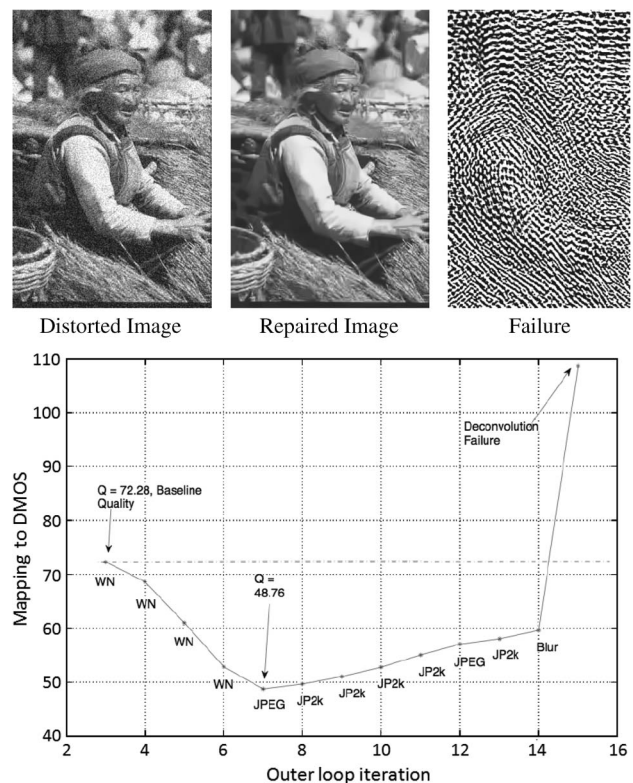 Distorted Image
Repaired Image
Failure
110
100
90
80
70
60
50
40
Mapping to DMOS
Q = 72.28, Baseline
Quality
Q =
48.76
Deconvolution
Failure
WN
WN
WN
WN
JPEG
JP2k
JP2k
JP2k
JP2k
JPEG
JP2k
Blur
2
4
6
8
10
12
14
16
Outer loop iteration